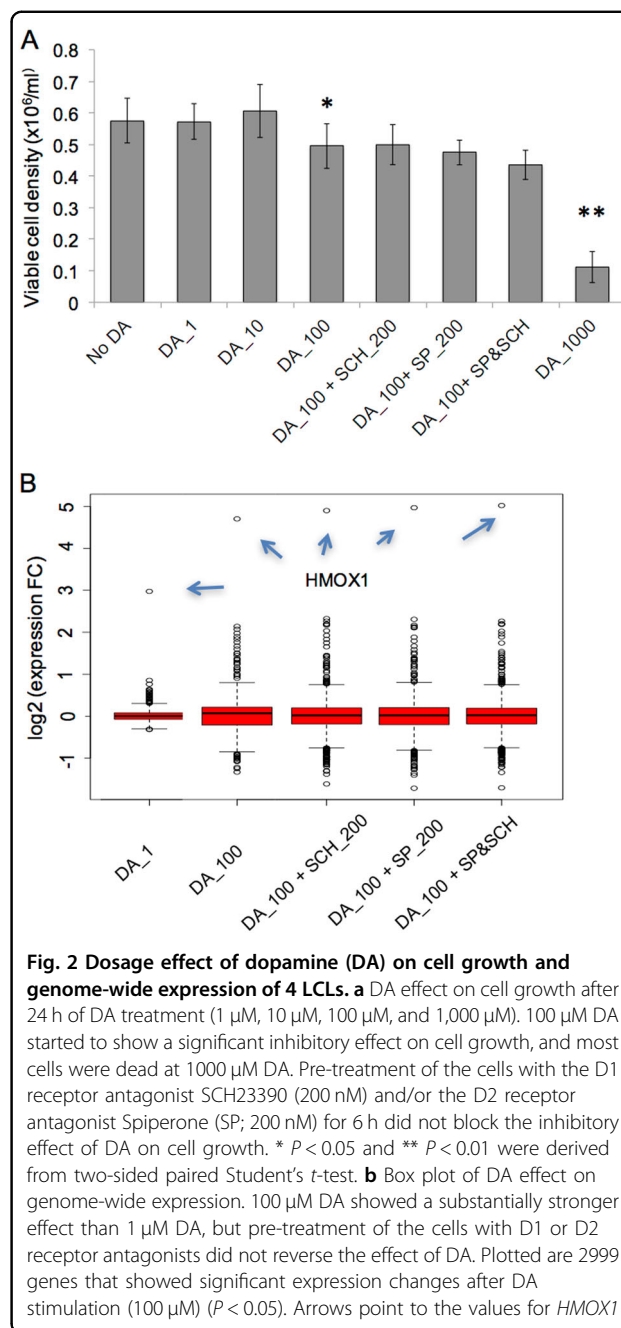 A
Viable cell density (x10⁶/ml)
0.8
0.7
0.6
0.5
0.4
0.3
0.2
0.1
0
*
**
No DA
DA_1
DA_10
DA_100
DA_100 + SCH_200
DA_100+ SP_200
DA_100+ SP&SCH
DA_1000
B
log2 (expression FC)
5
4
3
2
1
0
-1
HMOX1
DA_1
DA_100
DA_100 + SCH_200
DA_100 + SP_200
DA_100 + SP&SCH
Fig. 2 Dosage effect of dopamine (DA) on cell growth and
genome-wide expression of 4 LCLs. a DA effect on cell growth after
24 h of DA treatment (1 µM, 10 µM, 100 µM, and 1,000 µM). 100 µM DA
started to show a significant inhibitory effect on cell growth, and most
cells were dead at 1000 µM DA. Pre-treatment of the cells with the D1
receptor antagonist SCH23390 (200 nM) and/or the D2 receptor
antagonist Spiperone (SP; 200 nM) for 6 h did not block the inhibitory
effect of DA on cell growth. * P < 0.05 and ** P < 0.01 were derived
from two-sided paired Student's t-test. b Box plot of DA effect on
genome-wide expression. 100 µM DA showed a substantially stronger
effect than 1 µM DA, but pre-treatment of the cells with D1 or D2
receptor antagonists did not reverse the effect of DA. Plotted are 2999
genes that showed significant expression changes after DA
stimulation (100 µM) (P < 0.05). Arrows point to the values for HMOX1